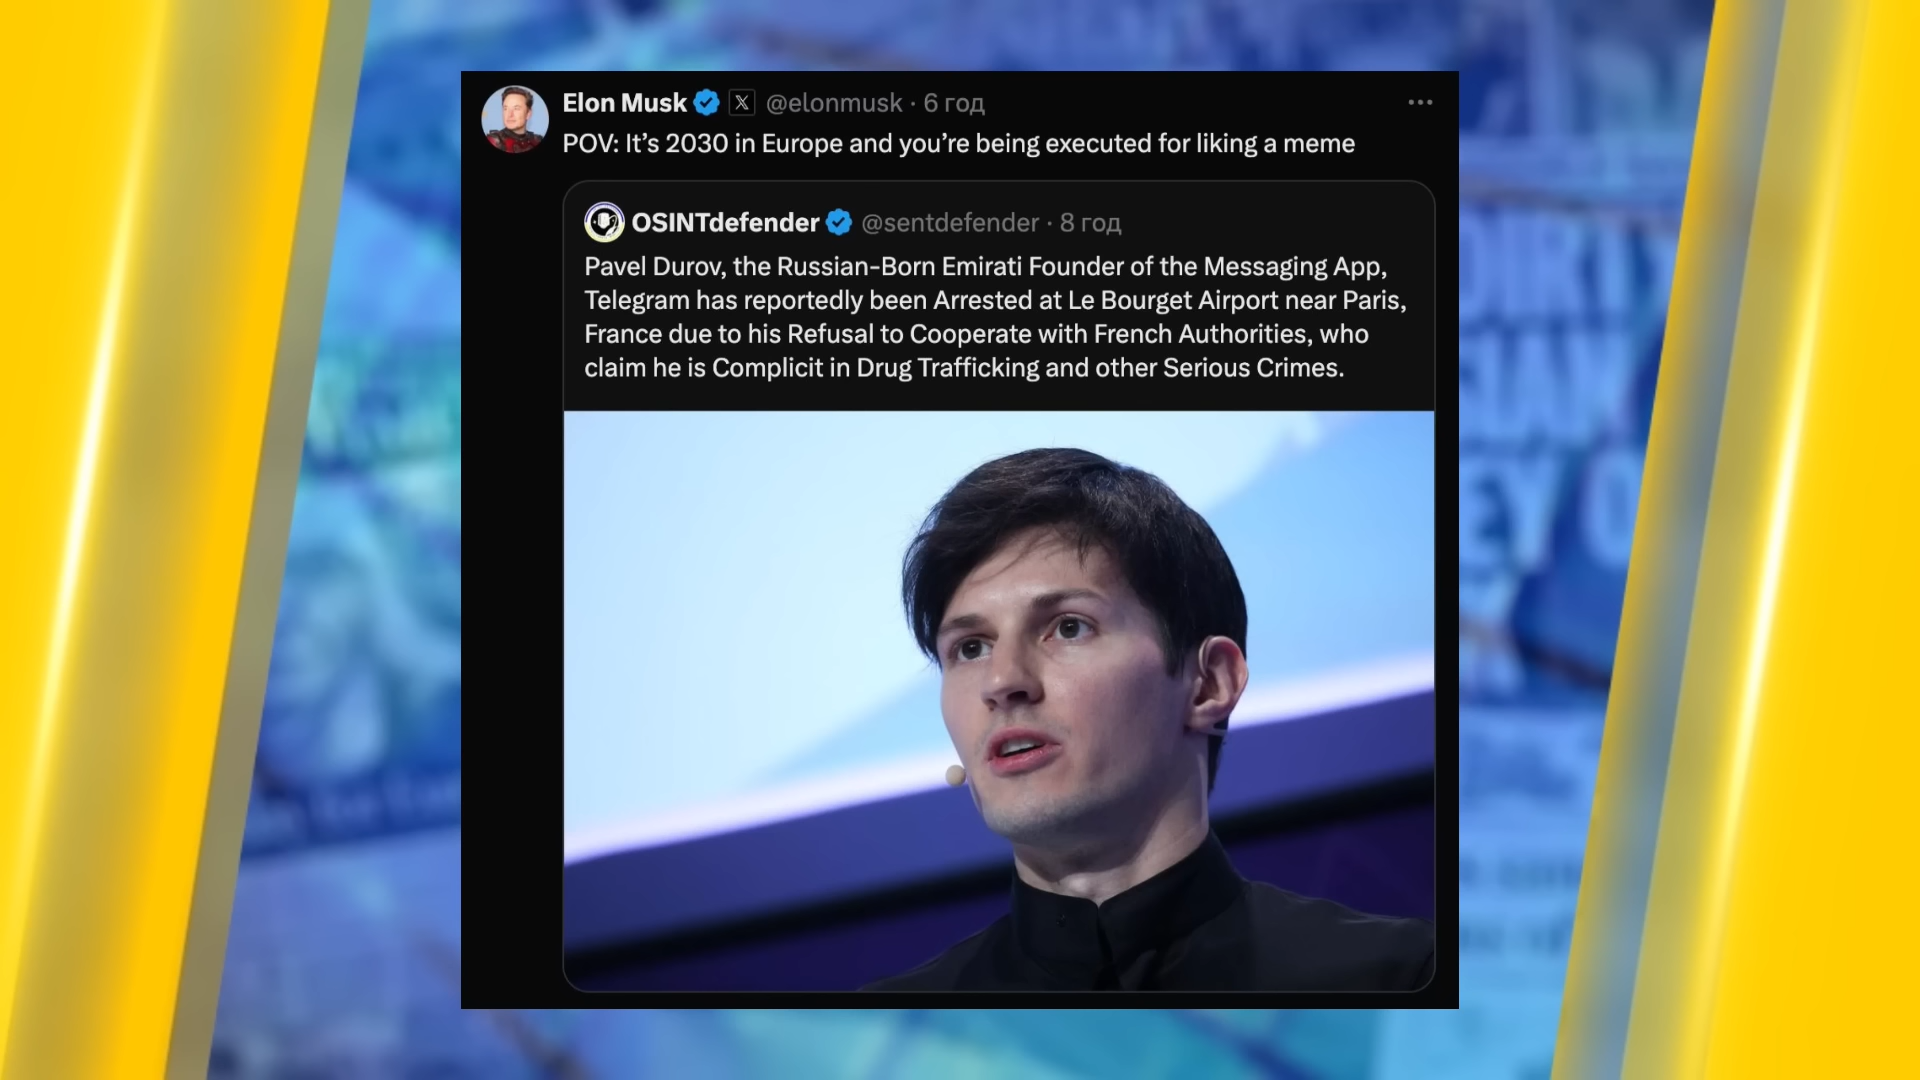 Elon Musk @elonmusk · 6 год
POV: It’s 2030 in Europe and you’re being executed for liking a meme
OSINTdefender @sentdefender · 8 год
Pavel Durov, the Russian-Born Emirati Founder of the Messaging App,
Telegram has reportedly been Arrested at Le Bourget Airport near Paris,
France due to his Refusal to Cooperate with French Authorities, who
claim he is Complicit in Drug Trafficking and other Serious Crimes.